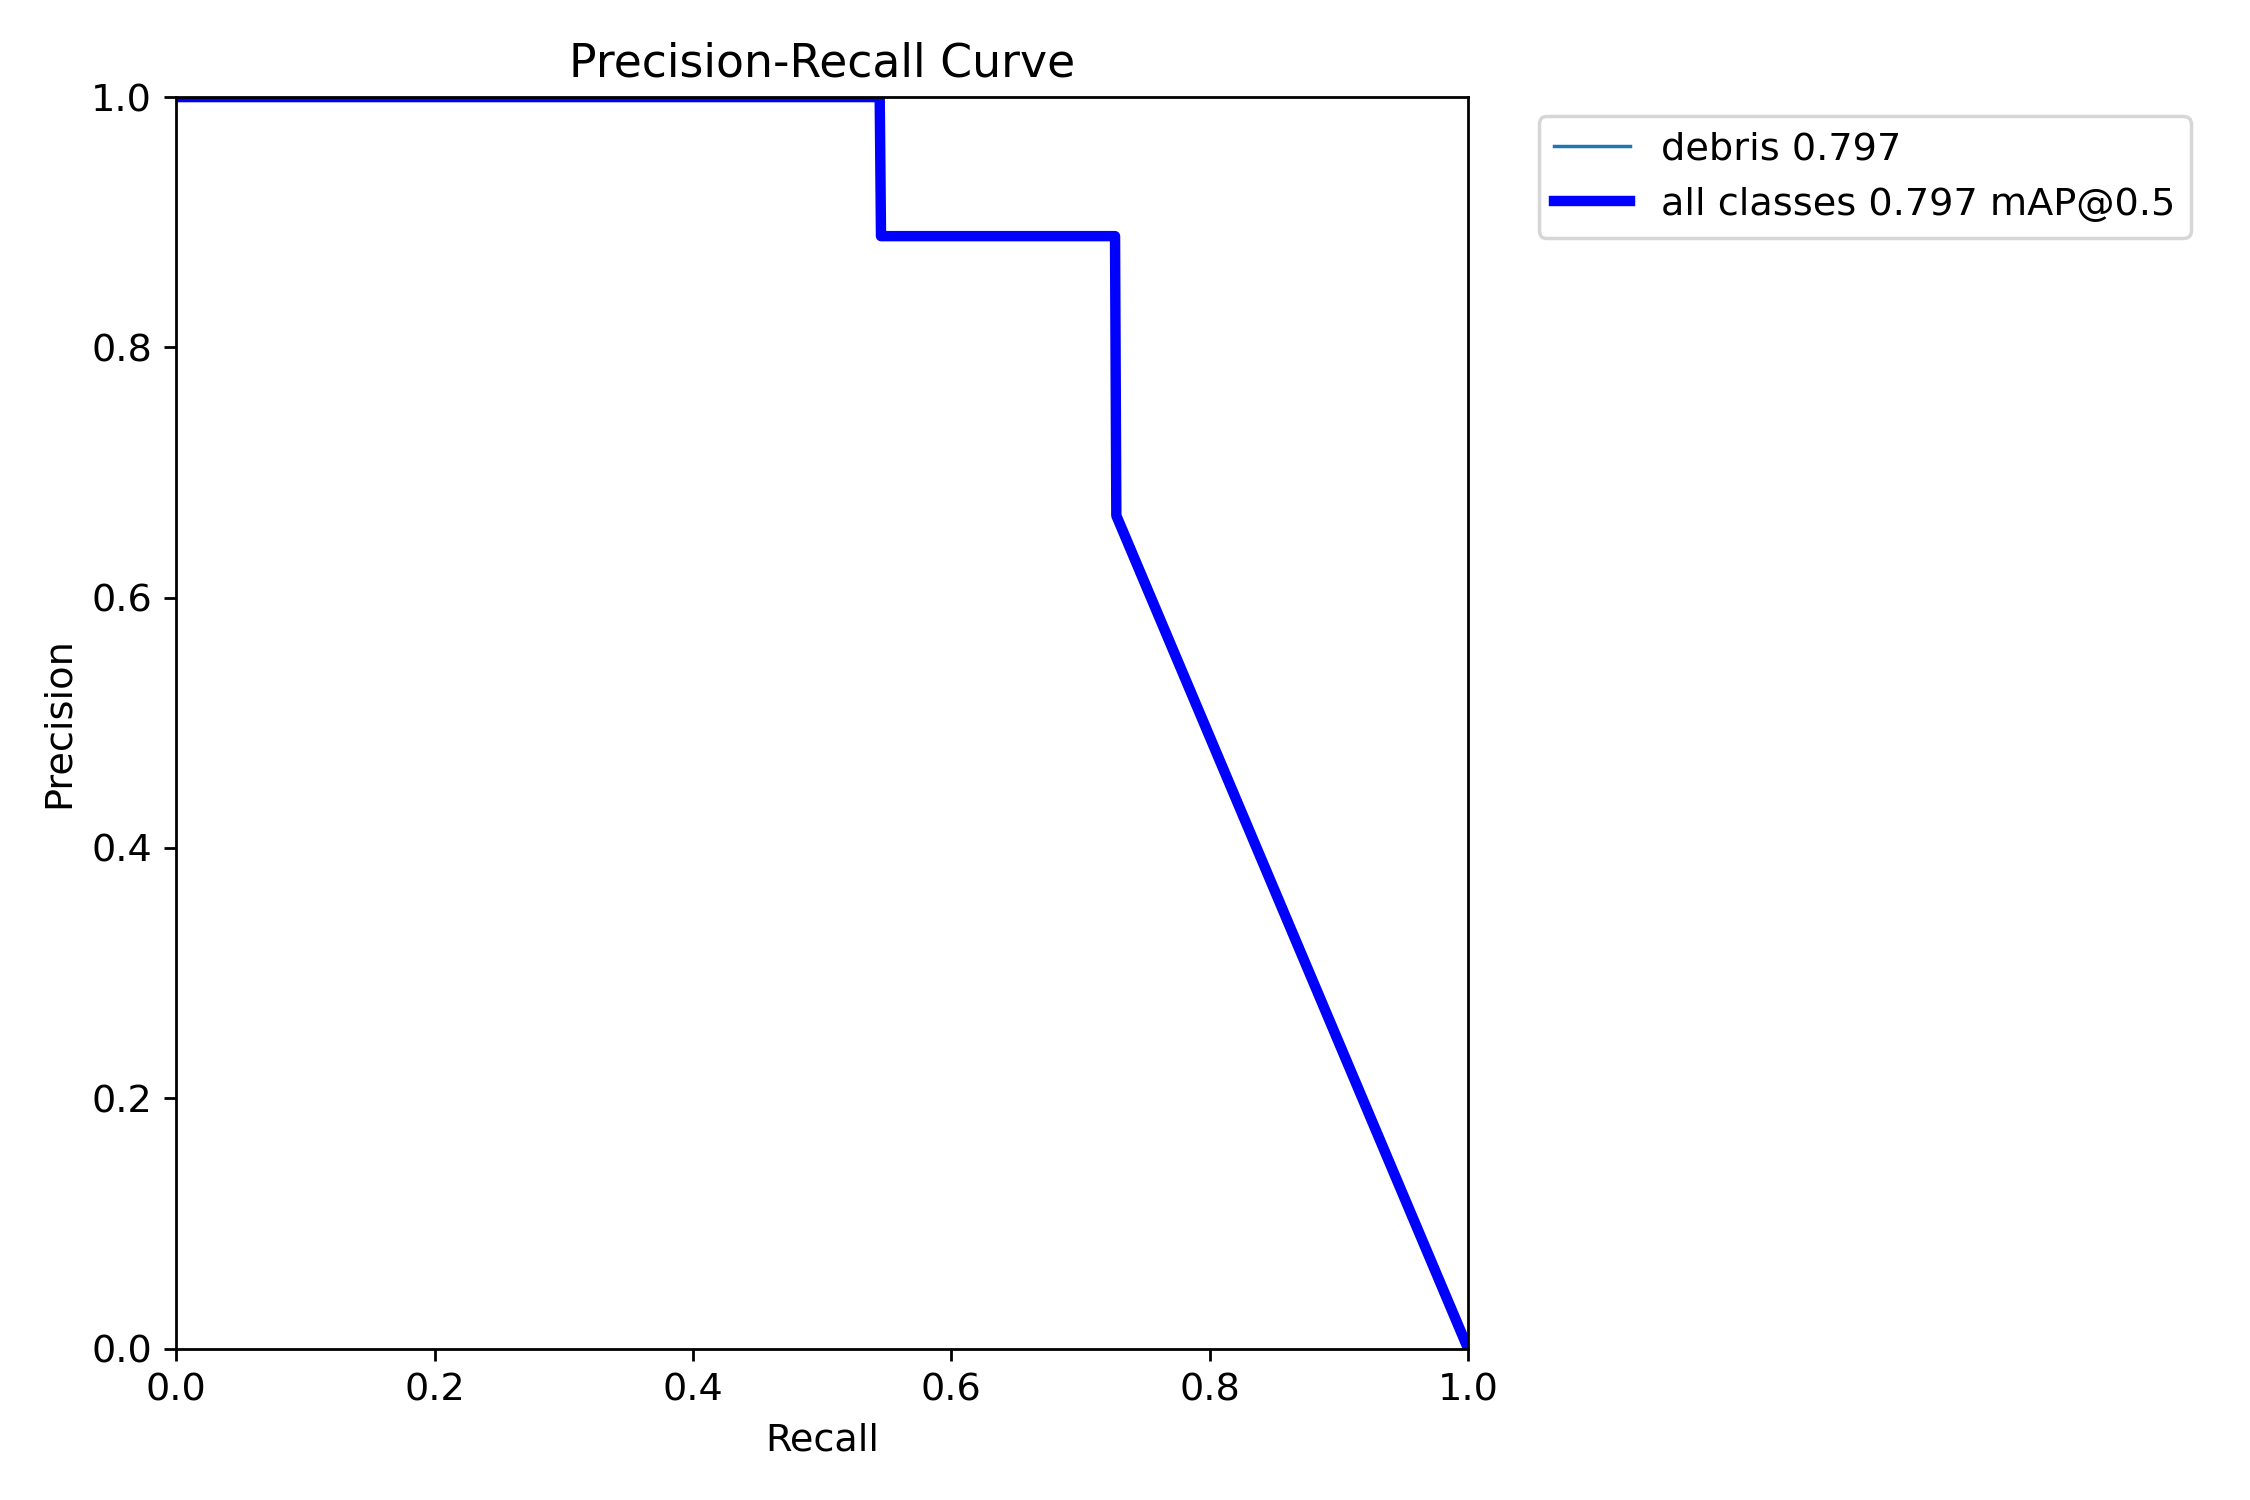 Precision-Recall Curve
debris 0.797
all classes 0.797 mAP@0.5
1.0
0.8
0.6
0.4
0.2
0.0
Precision
0.0 0.2 0.4 0.6 0.8 1.0
Recall